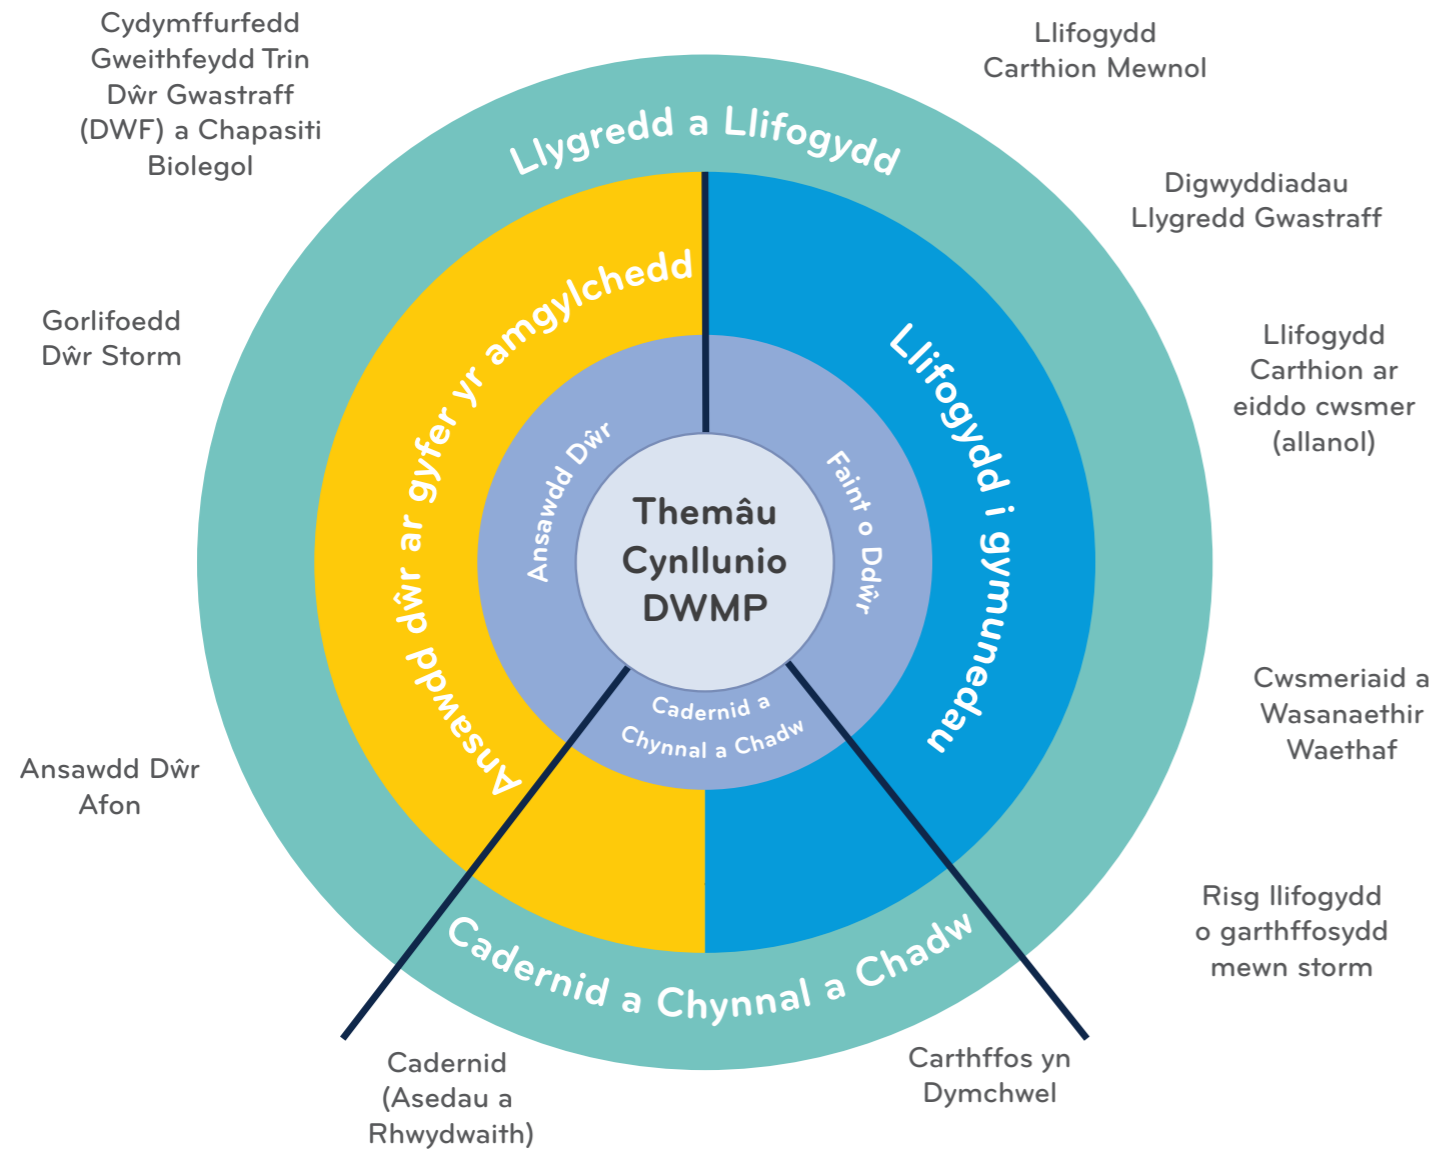 Cydymffurfedd
Gweithfeydd Trin
Dŵr Gwastraff
(DWF) a Chapasiti
Biolegol
Llifogydd
Carthion Mewnol
Llygredd a Llifogydd
Digwyddiadau
Llygredd Gwastraff
Gorlifoedd
Dŵr Storm
Llifogydd
Carthion ar
eiddo cwsmer
(allanol)
Ansawdd dŵr ar gyfer yr amgylchedd
Llifogydd i gymunedau
Ansawdd Dŵr
Faint o Ddŵr
Themâu
Cynllunio
DWMP
Cadernid a
Chynnal a Chadw
Cwsmeriaid a
Wasanaethir
Waethaf
Ansawdd Dŵr
Afon
Risg llifogydd
o garthffosydd
mewn storm
Cadernid a Chynnal a Chadw
Cadernid
(Asedau a
Rhwydwaith)
Carthffos yn
Dymchwel